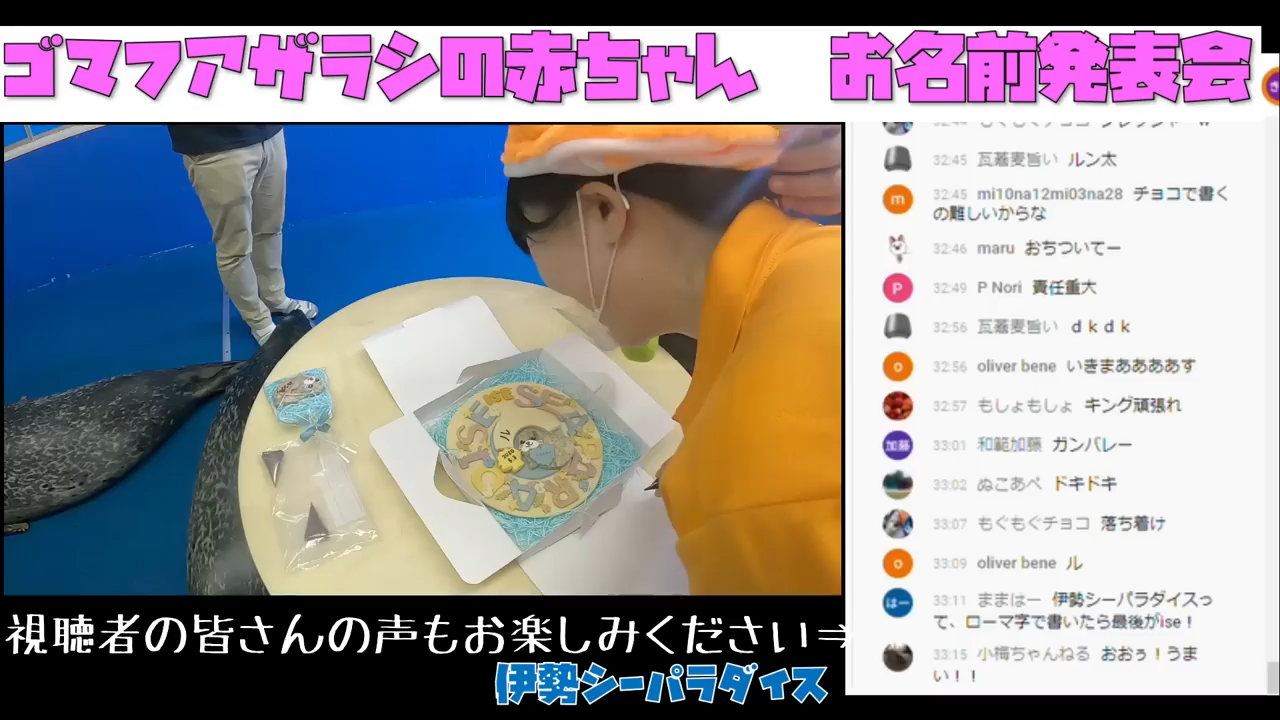 ゴマフアザラシの赤ちゃん お名前発表会
32:45 瓦蕎麦旨い ルン太
32:45 mi10na12mi03na28 チョコで書く
の難しいからな
32:46 maru おちついてー
32:49 P Nori 責任重大
32:56 瓦蕎麦旨い ｄｋｄｋ
32:56 oliver bene いきまああああす
32:57 もしょもしょ キング頑張れ
33:01 和範加藤 ガンバレー
33:02 ぬこあぺ ドキドキ
33:07 もぐもぐチョコ 落ち着け
33:09 oliver bene ル
33:11 ままはー 伊勢シーパラダイスっ
て、ローマ字で書いたら最後がise！
33:15 小梅ちゃんねる おおぅ！うま
い！！
m
P
o
加藤
o
はー
ISE SEA PARADI
視聴者の皆さんの声もお楽しみください⇒
伊勢シーパラダイス